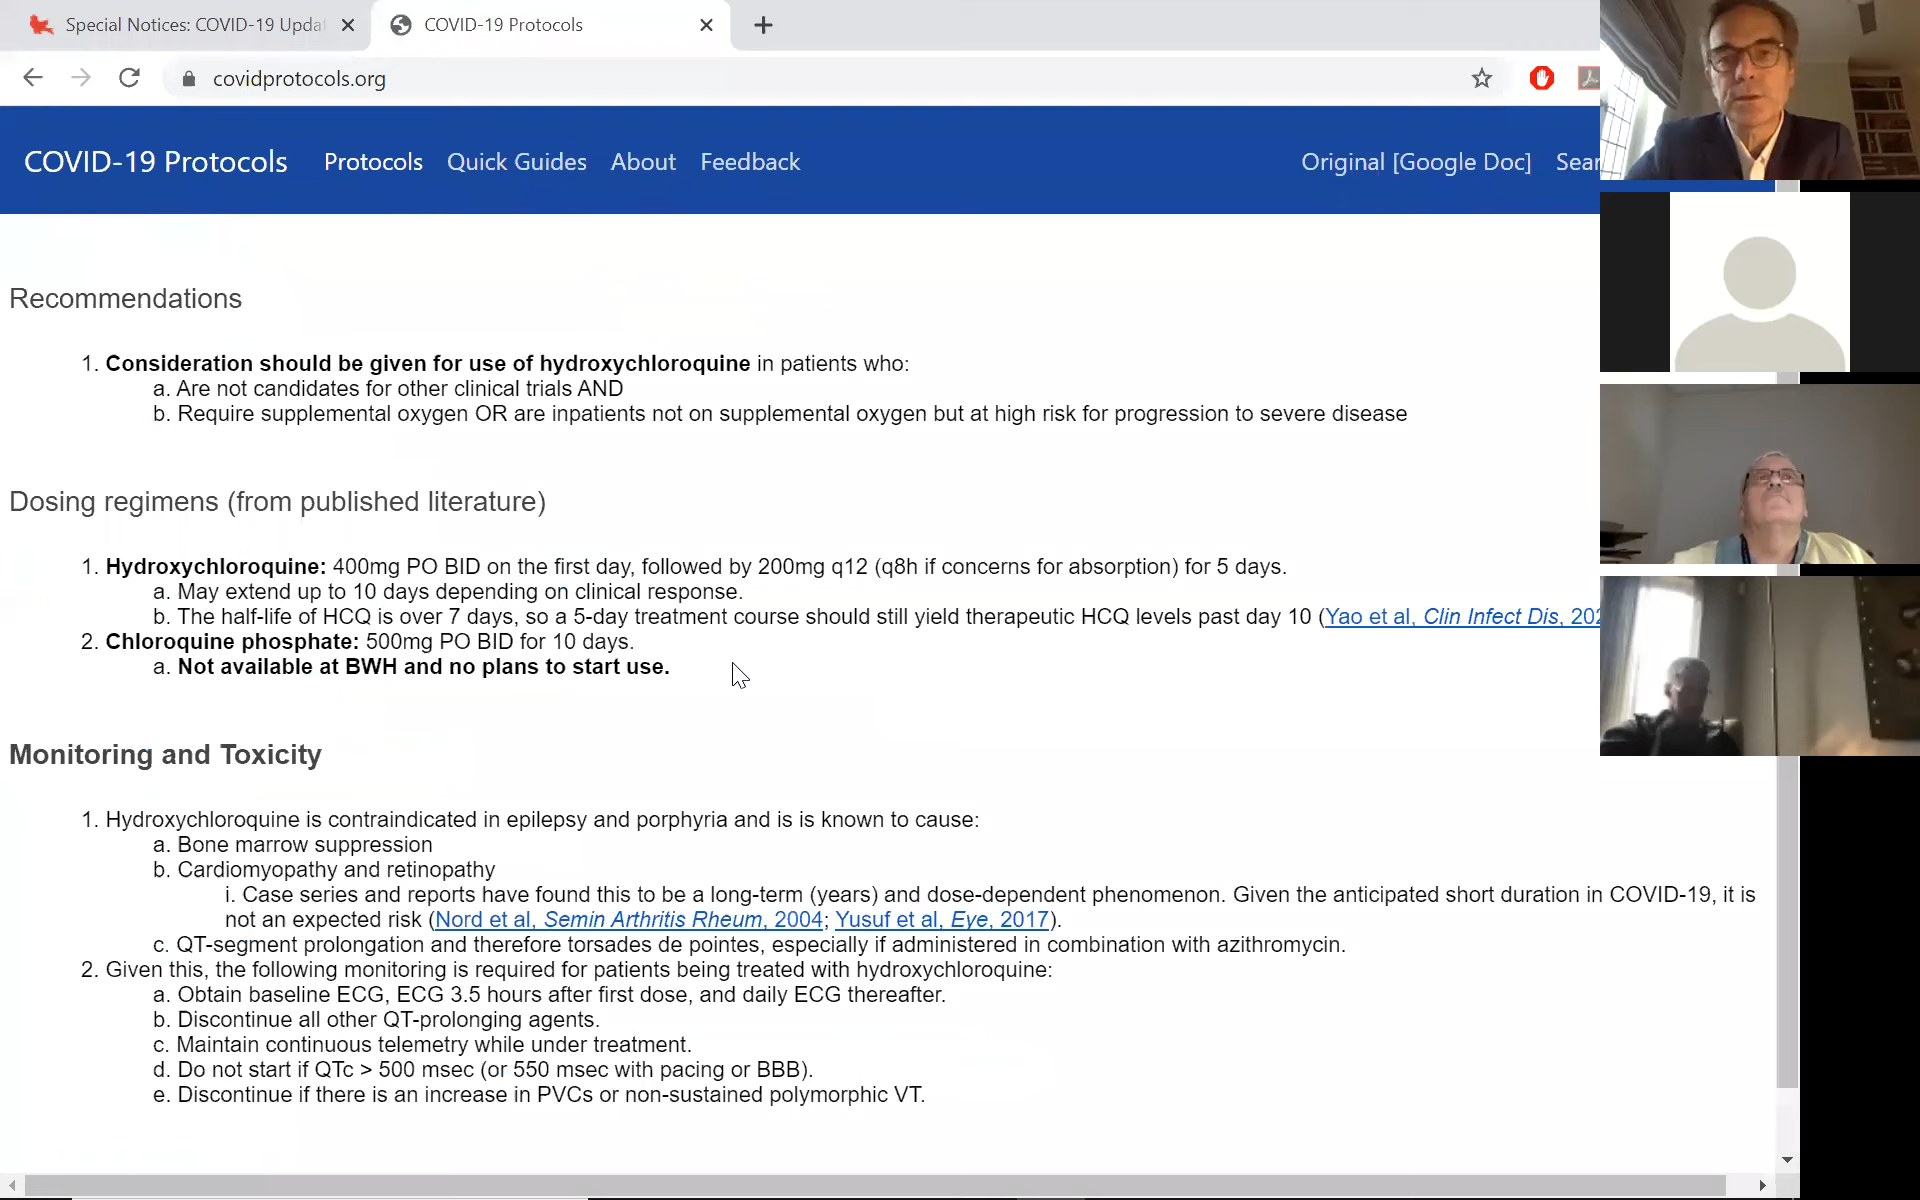 Special Notices: COVID-19 Upda
COVID-19 Protocols
covidprotocols.org
COVID-19 Protocols Protocols Quick Guides About Feedback Original [Google Doc] Sear
Recommendations
1. Consideration should be given for use of hydroxychloroquine in patients who:
a. Are not candidates for other clinical trials AND
b. Require supplemental oxygen OR are inpatients not on supplemental oxygen but at high risk for progression to severe disease
Dosing regimens (from published literature)
1. Hydroxychloroquine: 400mg PO BID on the first day, followed by 200mg q12 (q8h if concerns for absorption) for 5 days.
a. May extend up to 10 days depending on clinical response.
b. The half-life of HCQ is over 7 days, so a 5-day treatment course should still yield therapeutic HCQ levels past day 10 (Yao et al, Clin Infect Dis, 202
2. Chloroquine phosphate: 500mg PO BID for 10 days.
a. Not available at BWH and no plans to start use.
Monitoring and Toxicity
1. Hydroxychloroquine is contraindicated in epilepsy and porphyria and is is known to cause:
a. Bone marrow suppression
b. Cardiomyopathy and retinopathy
i. Case series and reports have found this to be a long-term (years) and dose-dependent phenomenon. Given the anticipated short duration in COVID-19, it is
not an expected risk (Nord et al, Semin Arthritis Rheum, 2004; Yusuf et al, Eye, 2017).
c. QT-segment prolongation and therefore torsades de pointes, especially if administered in combination with azithromycin.
2. Given this, the following monitoring is required for patients being treated with hydroxychloroquine:
a. Obtain baseline ECG, ECG 3.5 hours after first dose, and daily ECG thereafter.
b. Discontinue all other QT-prolonging agents.
c. Maintain continuous telemetry while under treatment.
d. Do not start if QTc > 500 msec (or 550 msec with pacing or BBB).
e. Discontinue if there is an increase in PVCs or non-sustained polymorphic VT.